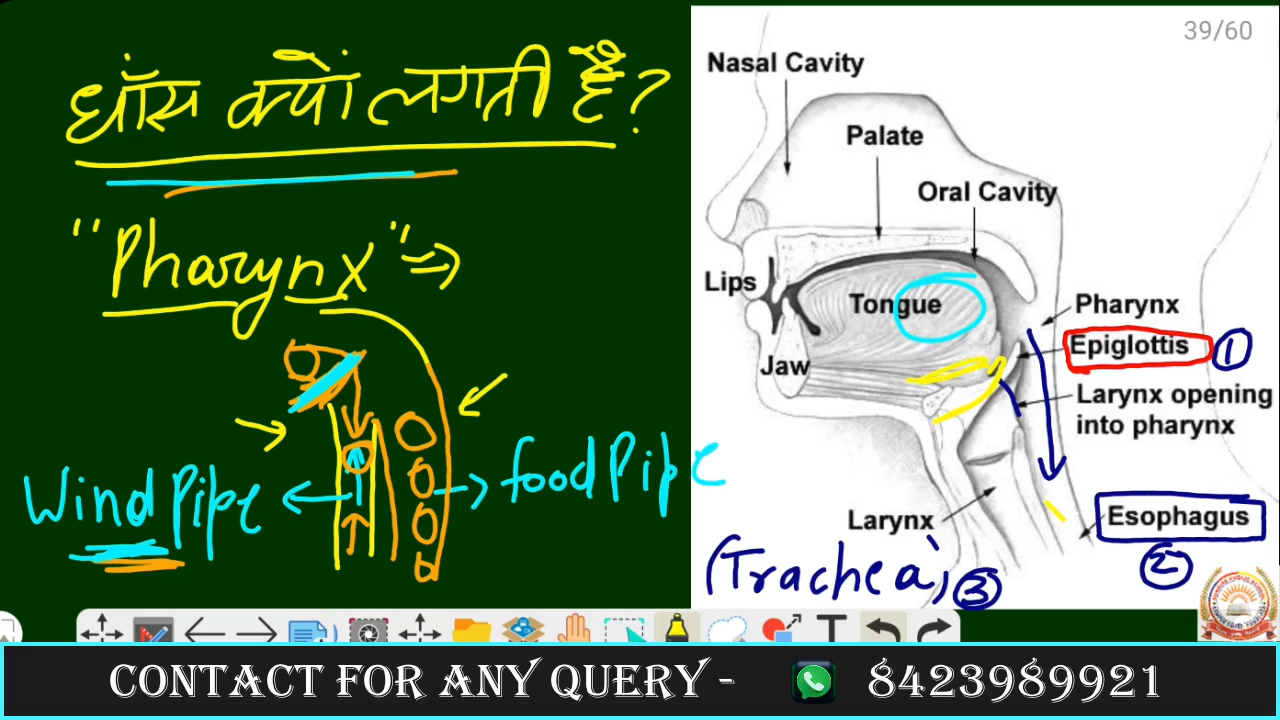 धाँस क्यों लगती है?
"Pharynx" ⇒
Wind Pipe
food Pipe
39/60
Nasal Cavity
Palate
Oral Cavity
Lips
Tongue
Pharynx
Epiglottis ①
Jaw
Larynx opening
into pharynx
Larynx
Esophagus
②
(Trachea) ③
T
CONTACT FOR ANY QUERY - 8423989921